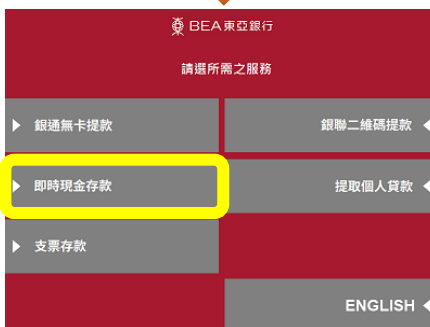 BEA東亞銀行
請選所需之服務
銀通無卡提款
銀聯二維碼提款
即時現金存款
提取個人貸款
支票存款
ENGLISH